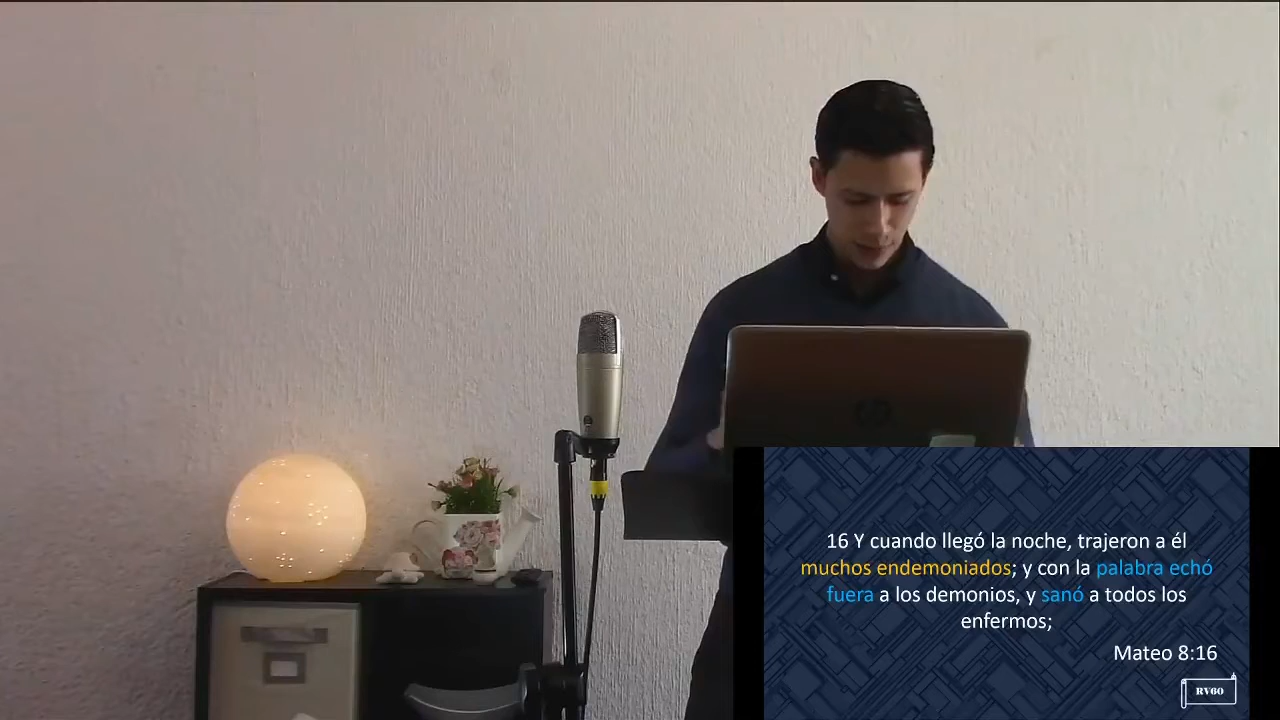 16 Y cuando llegó la noche, trajeron a él
muchos endemoniados; y con la palabra echó
fuera a los demonios, y sanó a todos los
enfermos;
Mateo 8:16
RV60
hp